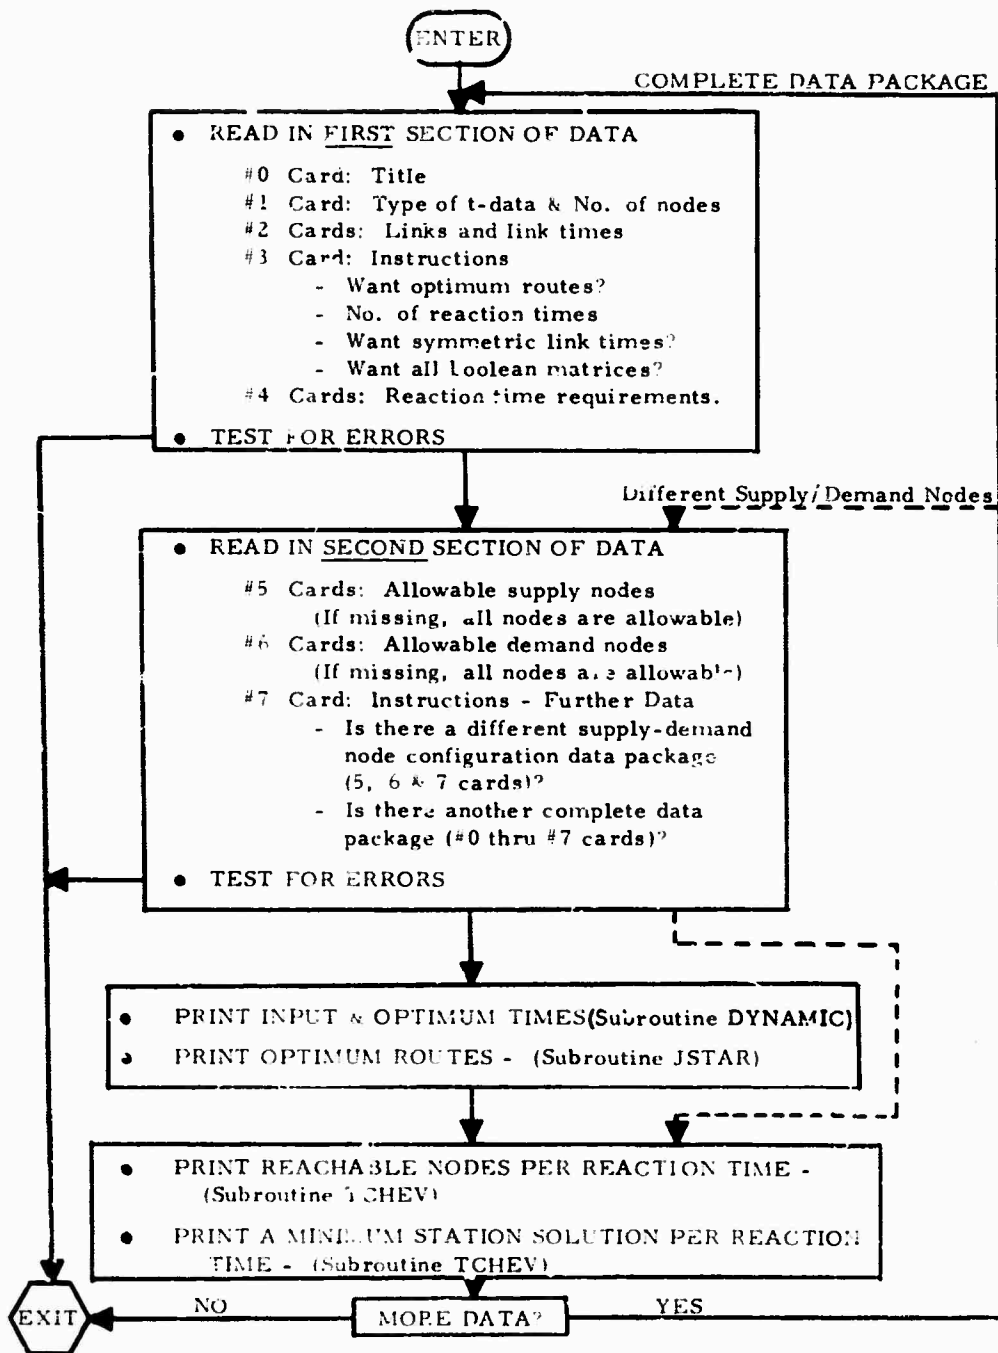 ENTER
COMPLETE DATA PACKAGE
• READ IN FIRST SECTION OF DATA
#0 Card: Title
#1 Card: Type of t-data & No. of nodes
#2 Cards: Links and link times
#3 Card: Instructions
- Want optimum routes?
- No. of reaction times
- Want symmetric link times?
- Want all boolean matrices?
#4 Cards: Reaction time requirements.
• TEST FOR ERRORS
Different Supply/Demand Nodes
• READ IN SECOND SECTION OF DATA
#5 Cards: Allowable supply nodes
(If missing, all nodes are allowable)
#6 Cards: Allowable demand nodes
(If missing, all nodes are allowable)
#7 Card: Instructions - Further Data
- Is there a different supply-demand
node configuration data package
(5, 6 & 7 cards)?
- Is there another complete data
package (#0 thru #7 cards)?
• TEST FOR ERRORS
• PRINT INPUT & OPTIMUM TIMES(Subroutine DYNAMIC)
• PRINT OPTIMUM ROUTES - (Subroutine JSTAR)
• PRINT REACHABLE NODES PER REACTION TIME -
(Subroutine TCHEV)
• PRINT A MINIMUM STATION SOLUTION PER REACTION
TIME - (Subroutine TCHEV)
EXIT
NO
MORE DATA?
YES